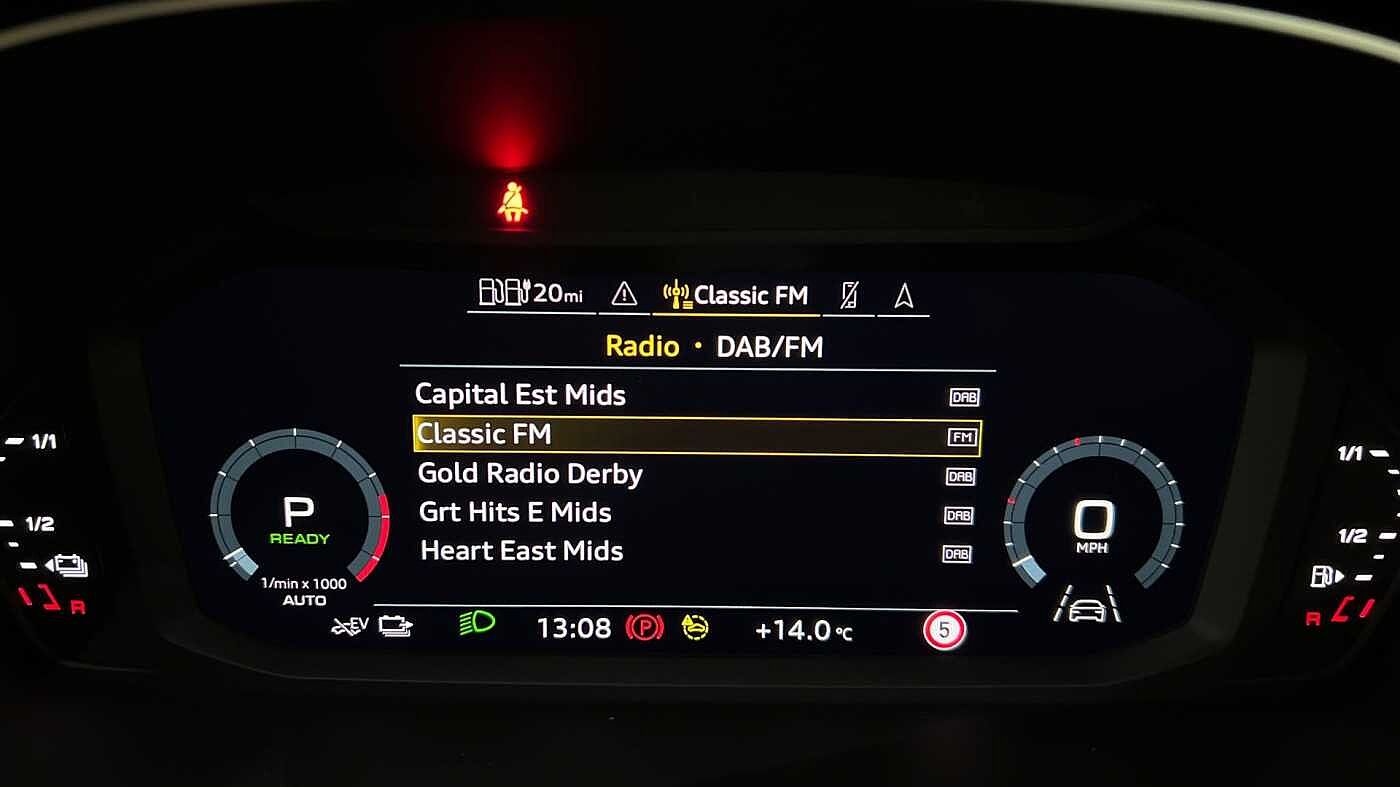 20mi
Classic FM
Radio • DAB/FM
Capital Est Mids DAB
Classic FM FM
Gold Radio Derby DAB
Grt Hits E Mids DAB
Heart East Mids DAB
1/1
1/2
R
P
READY
1/min x 1000
AUTO
0
MPH
1/1
1/2
R
EV
13:08
P
+14.0 °C
5